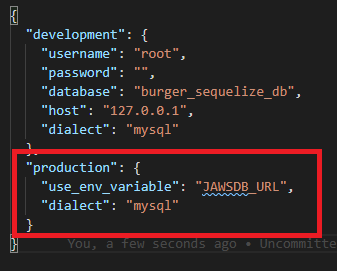 {
"development": {
"username": "root",
"password": "",
"database": "burger_sequelize_db",
"host": "127.0.0.1",
"dialect": "mysql"
},
"production": {
"use_env_variable": "JAWSDB_URL",
"dialect": "mysql"
}
}
You, a few seconds ago • Uncommitte